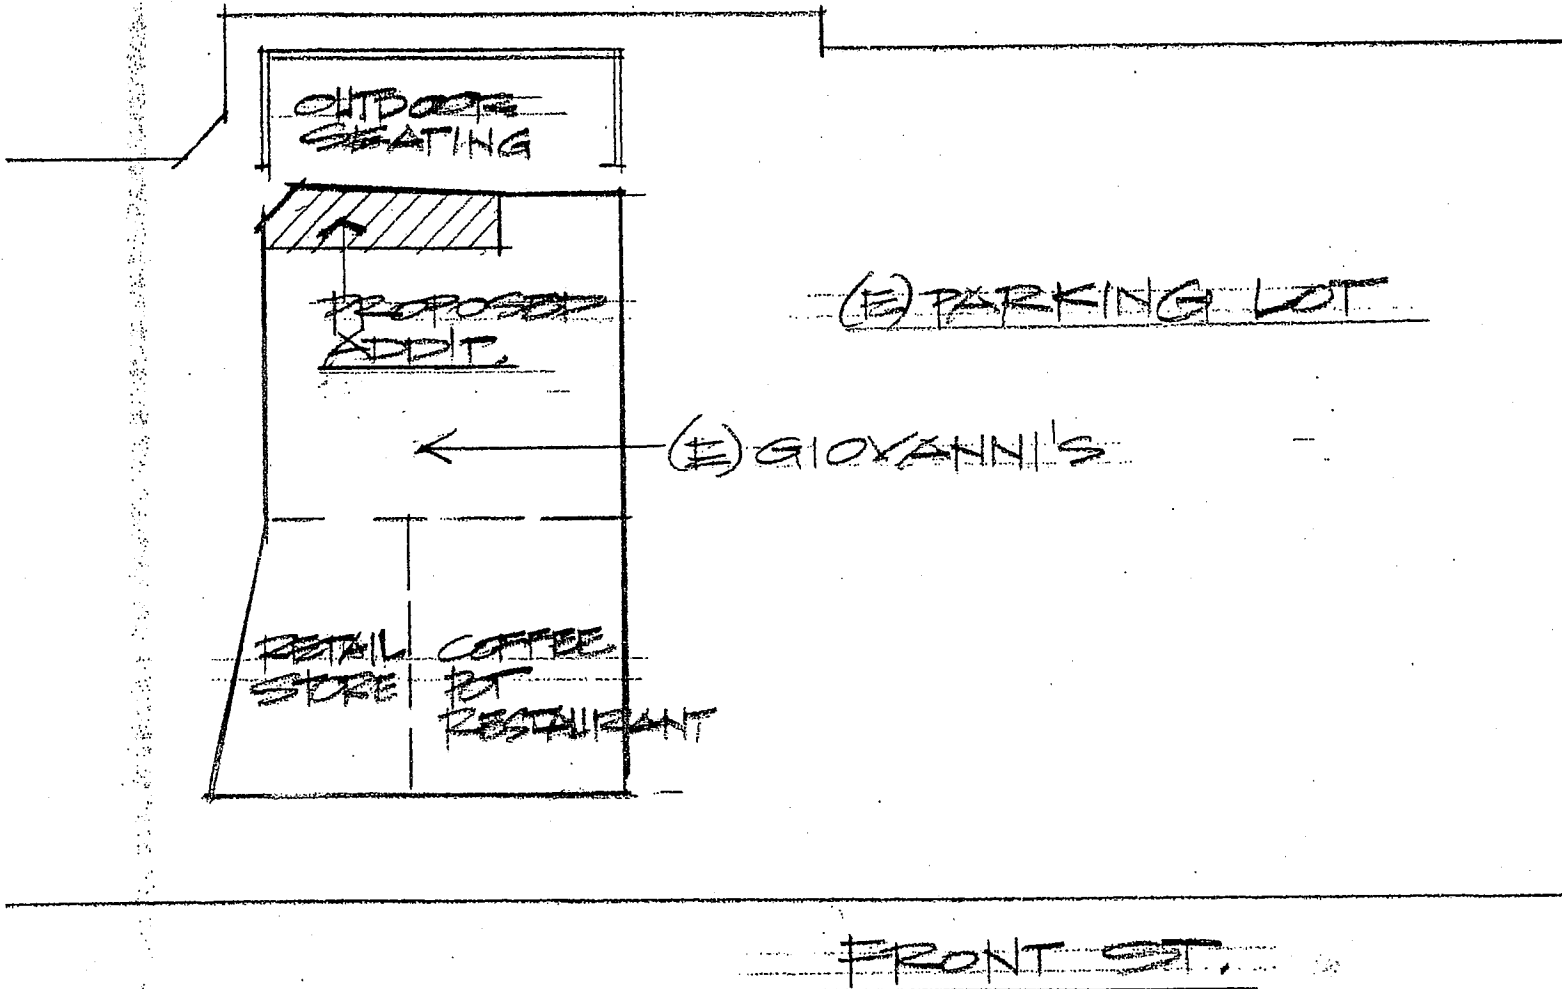 OUTDOOR
SEATING
PROPOSED
ADDIT.
(E) PARKING LOT
(E) GIOVANNI'S
RETAIL
STORE
COFFEE
POT
RESTAURANT
FRONT ST.